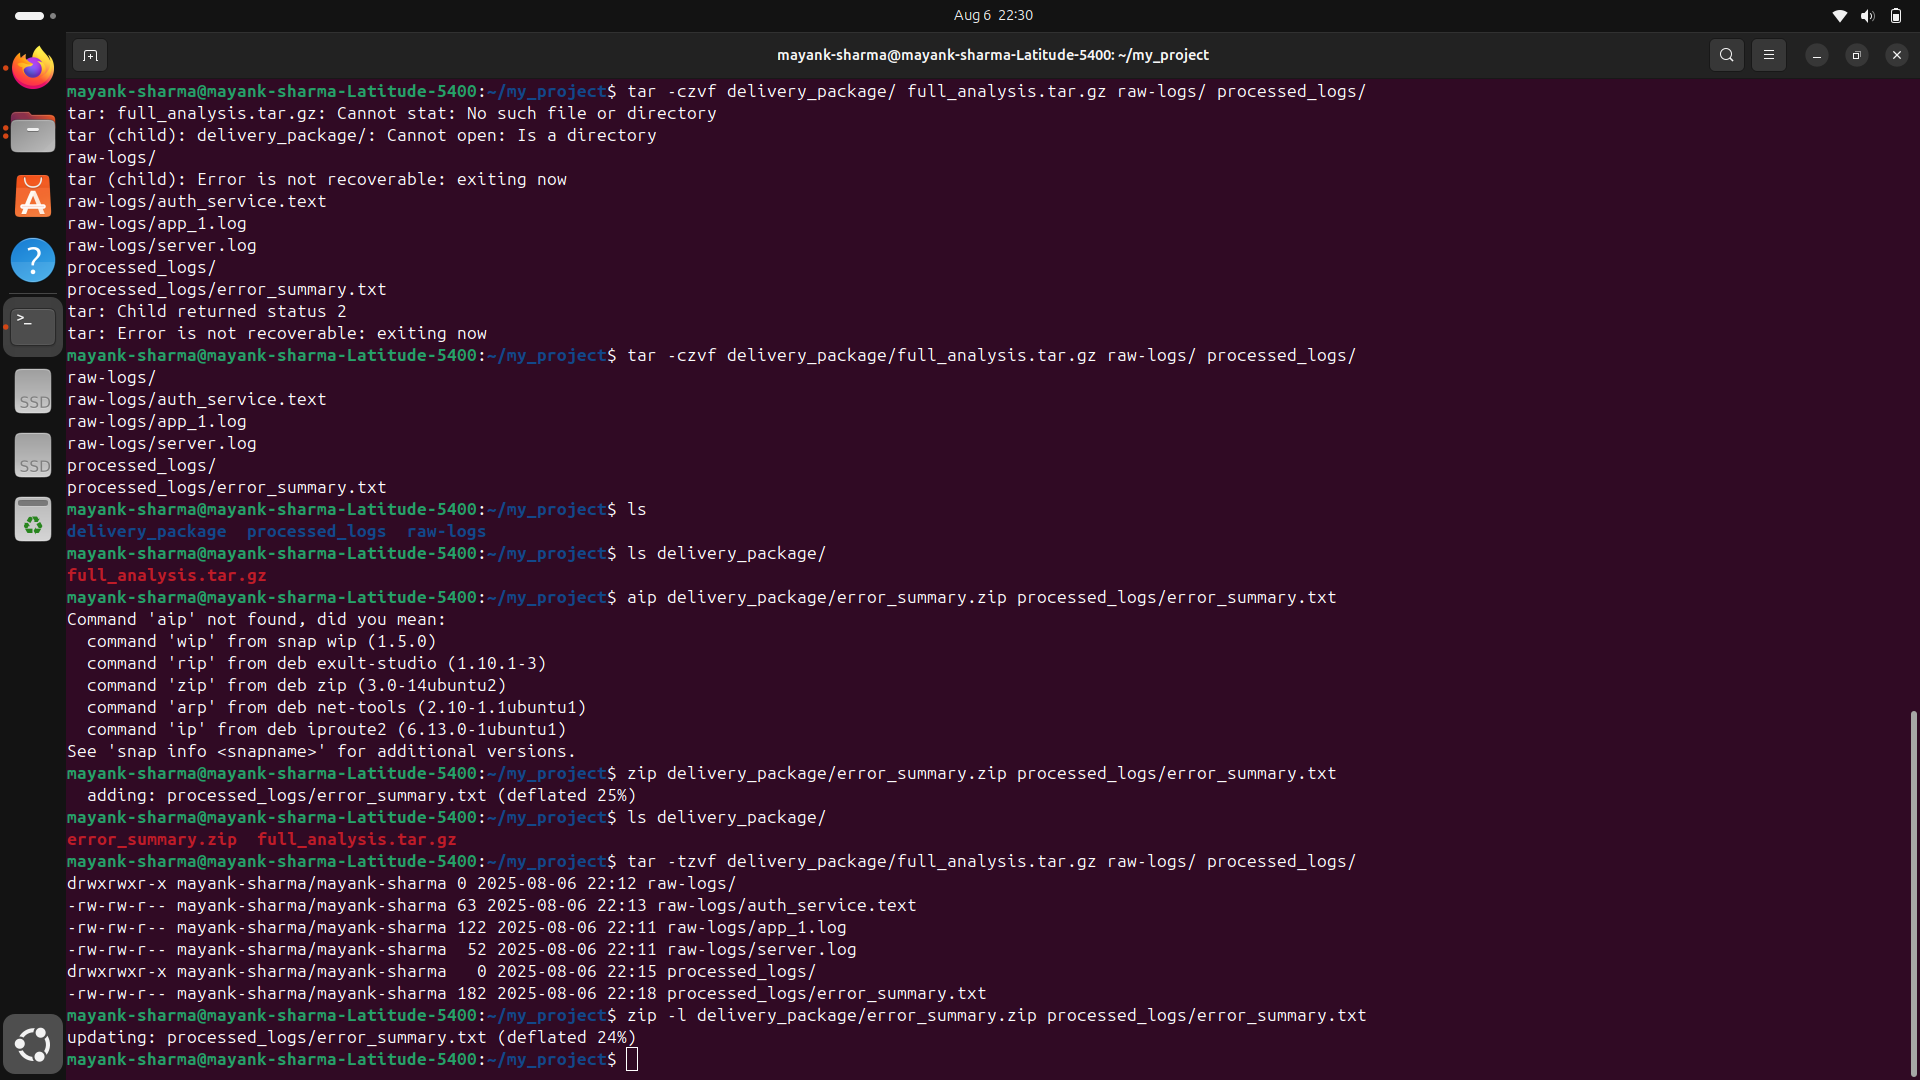 Aug 6 22:30
mayank-sharma@mayank-sharma-Latitude-5400: ~/my_project
mayank-sharma@mayank-sharma-Latitude-5400:~/my_project$ tar -czvf delivery_package/ full_analysis.tar.gz raw-logs/ processed_logs/
tar: full_analysis.tar.gz: Cannot stat: No such file or directory
tar (child): delivery_package/: Cannot open: Is a directory
raw-logs/
tar (child): Error is not recoverable: exiting now
raw-logs/auth_service.text
raw-logs/app_1.log
raw-logs/server.log
processed_logs/
processed_logs/error_summary.txt
tar: Child returned status 2
tar: Error is not recoverable: exiting now
mayank-sharma@mayank-sharma-Latitude-5400:~/my_project$ tar -czvf delivery_package/full_analysis.tar.gz raw-logs/ processed_logs/
raw-logs/
raw-logs/auth_service.text
raw-logs/app_1.log
raw-logs/server.log
processed_logs/
processed_logs/error_summary.txt
mayank-sharma@mayank-sharma-Latitude-5400:~/my_project$ ls
delivery_package  processed_logs  raw-logs
mayank-sharma@mayank-sharma-Latitude-5400:~/my_project$ ls delivery_package/
full_analysis.tar.gz
mayank-sharma@mayank-sharma-Latitude-5400:~/my_project$ aip delivery_package/error_summary.zip processed_logs/error_summary.txt
Command 'aip' not found, did you mean:
  command 'wip' from snap wip (1.5.0)
  command 'rip' from deb exult-studio (1.10.1-3)
  command 'zip' from deb zip (3.0-14ubuntu2)
  command 'arp' from deb net-tools (2.10-1.1ubuntu1)
  command 'ip' from deb iproute2 (6.13.0-1ubuntu1)
See 'snap info <snapname>' for additional versions.
mayank-sharma@mayank-sharma-Latitude-5400:~/my_project$ zip delivery_package/error_summary.zip processed_logs/error_summary.txt
  adding: processed_logs/error_summary.txt (deflated 25%)
mayank-sharma@mayank-sharma-Latitude-5400:~/my_project$ ls delivery_package/
error_summary.zip  full_analysis.tar.gz
mayank-sharma@mayank-sharma-Latitude-5400:~/my_project$ tar -tzvf delivery_package/full_analysis.tar.gz raw-logs/ processed_logs/
drwxrwxr-x mayank-sharma/mayank-sharma 0 2025-08-06 22:12 raw-logs/
-rw-rw-r-- mayank-sharma/mayank-sharma 63 2025-08-06 22:13 raw-logs/auth_service.text
-rw-rw-r-- mayank-sharma/mayank-sharma 122 2025-08-06 22:11 raw-logs/app_1.log
-rw-rw-r-- mayank-sharma/mayank-sharma  52 2025-08-06 22:11 raw-logs/server.log
drwxrwxr-x mayank-sharma/mayank-sharma   0 2025-08-06 22:15 processed_logs/
-rw-rw-r-- mayank-sharma/mayank-sharma 182 2025-08-06 22:18 processed_logs/error_summary.txt
mayank-sharma@mayank-sharma-Latitude-5400:~/my_project$ zip -l delivery_package/error_summary.zip processed_logs/error_summary.txt
updating: processed_logs/error_summary.txt (deflated 24%)
mayank-sharma@mayank-sharma-Latitude-5400:~/my_project$
SSD
SSD